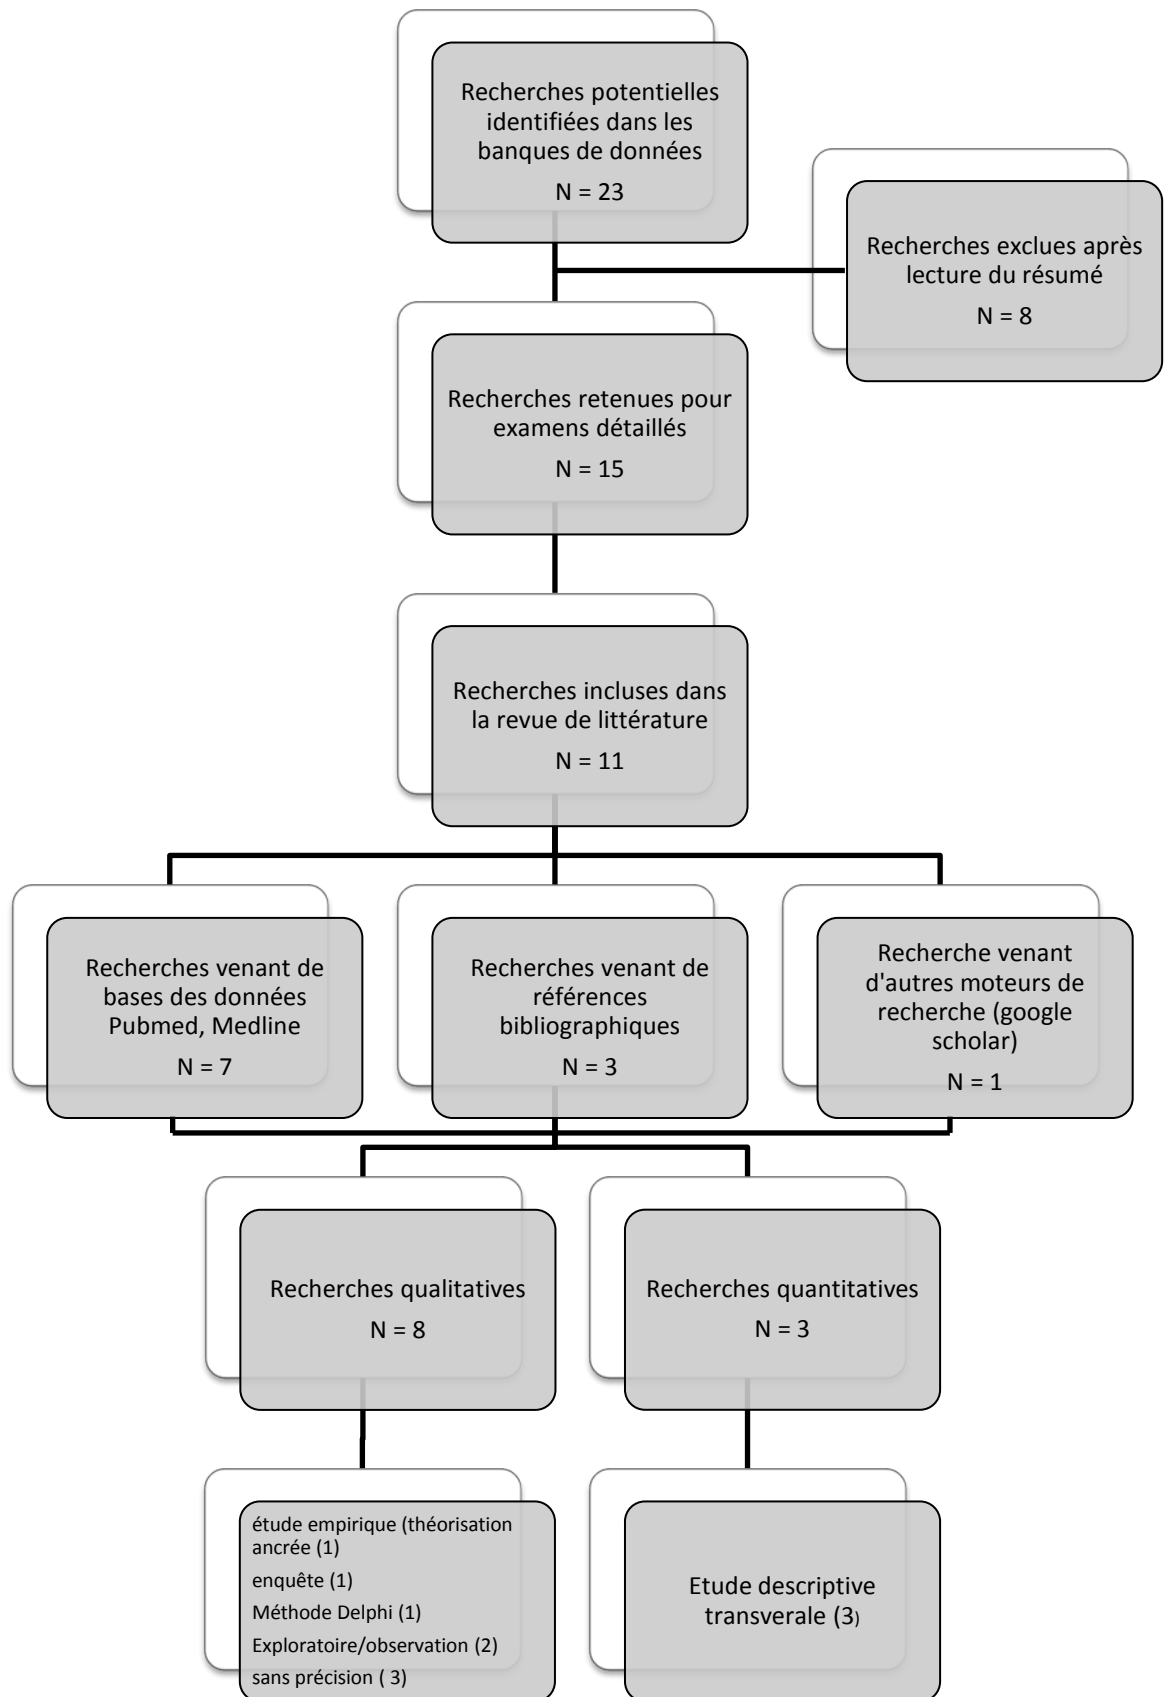 Recherches potentielles
identifiées dans les
banques de données
N = 23
Recherches exclues après
lecture du résumé
N = 8
Recherches retenues pour
examens détaillés
N = 15
Recherches incluses dans
la revue de littérature
N = 11
Recherches venant de
bases des données
Pubmed, Medline
N = 7
Recherches venant de
références
bibliographiques
N = 3
Recherche venant
d'autres moteurs de
recherche (google
scholar)
N = 1
Recherches qualitatives
N = 8
Recherches quantitatives
N = 3
étude empirique (théorisation
ancrée (1)
enquête (1)
Méthode Delphi (1)
Exploratoire/observation (2)
sans précision ( 3)
Etude descriptive
transverale (3)